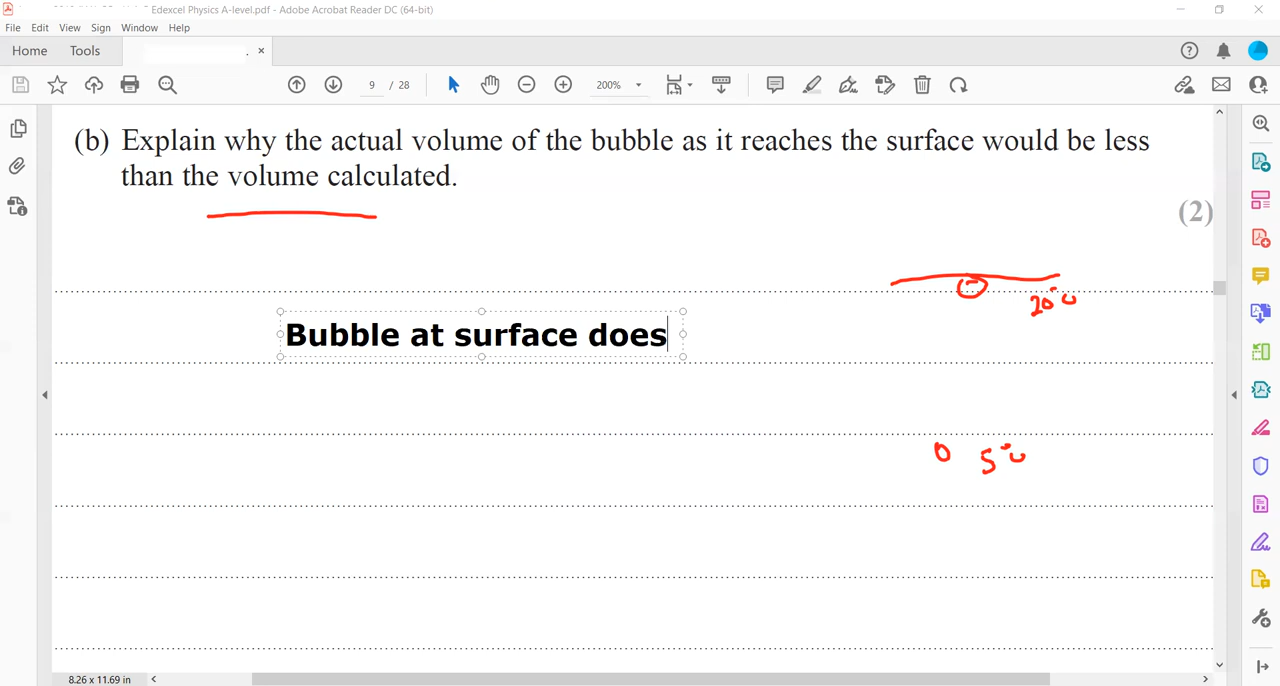 Edexcel Physics A-level.pdf - Adobe Acrobat Reader DC (64-bit)
File Edit View Sign Window Help
Home Tools
9 / 28
200%
(b) Explain why the actual volume of the bubble as it reaches the surface would be less
than the volume calculated.
(2)
20°C
Bubble at surface does
5°C
8.26 x 11.69 in